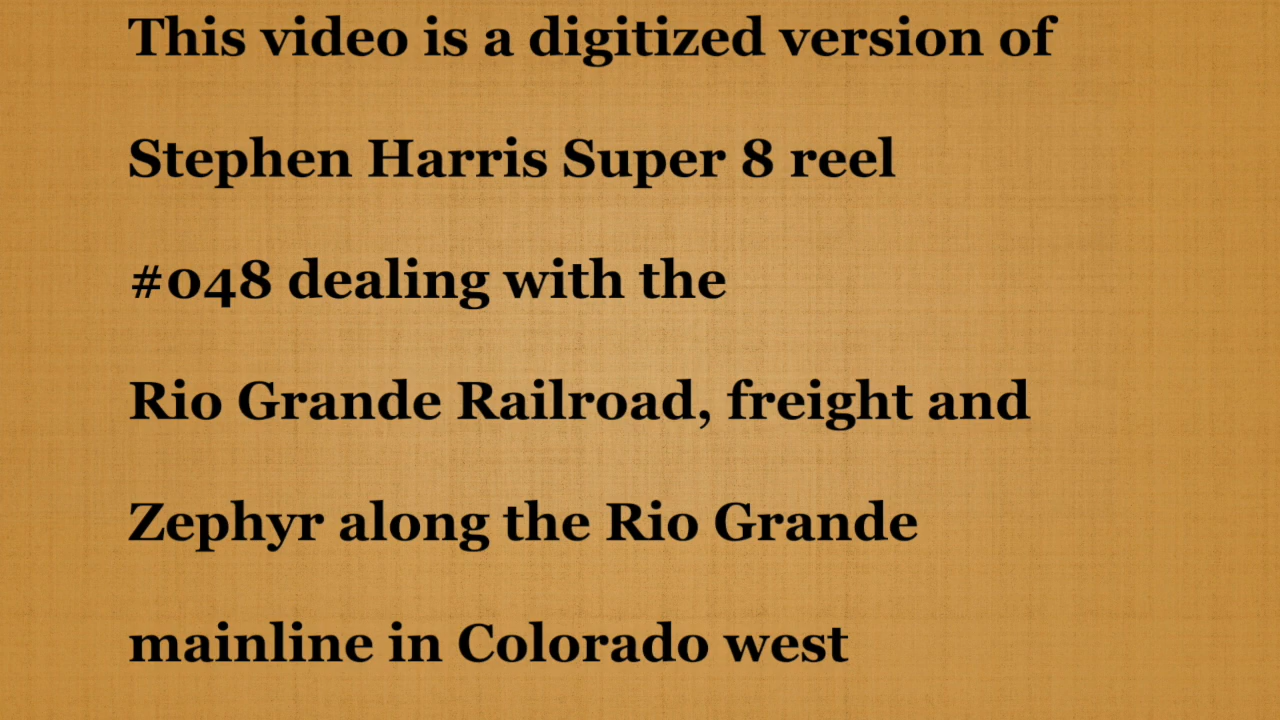 This video is a digitized version of
Stephen Harris Super 8 reel
#048 dealing with the
Rio Grande Railroad, freight and
Zephyr along the Rio Grande
mainline in Colorado west